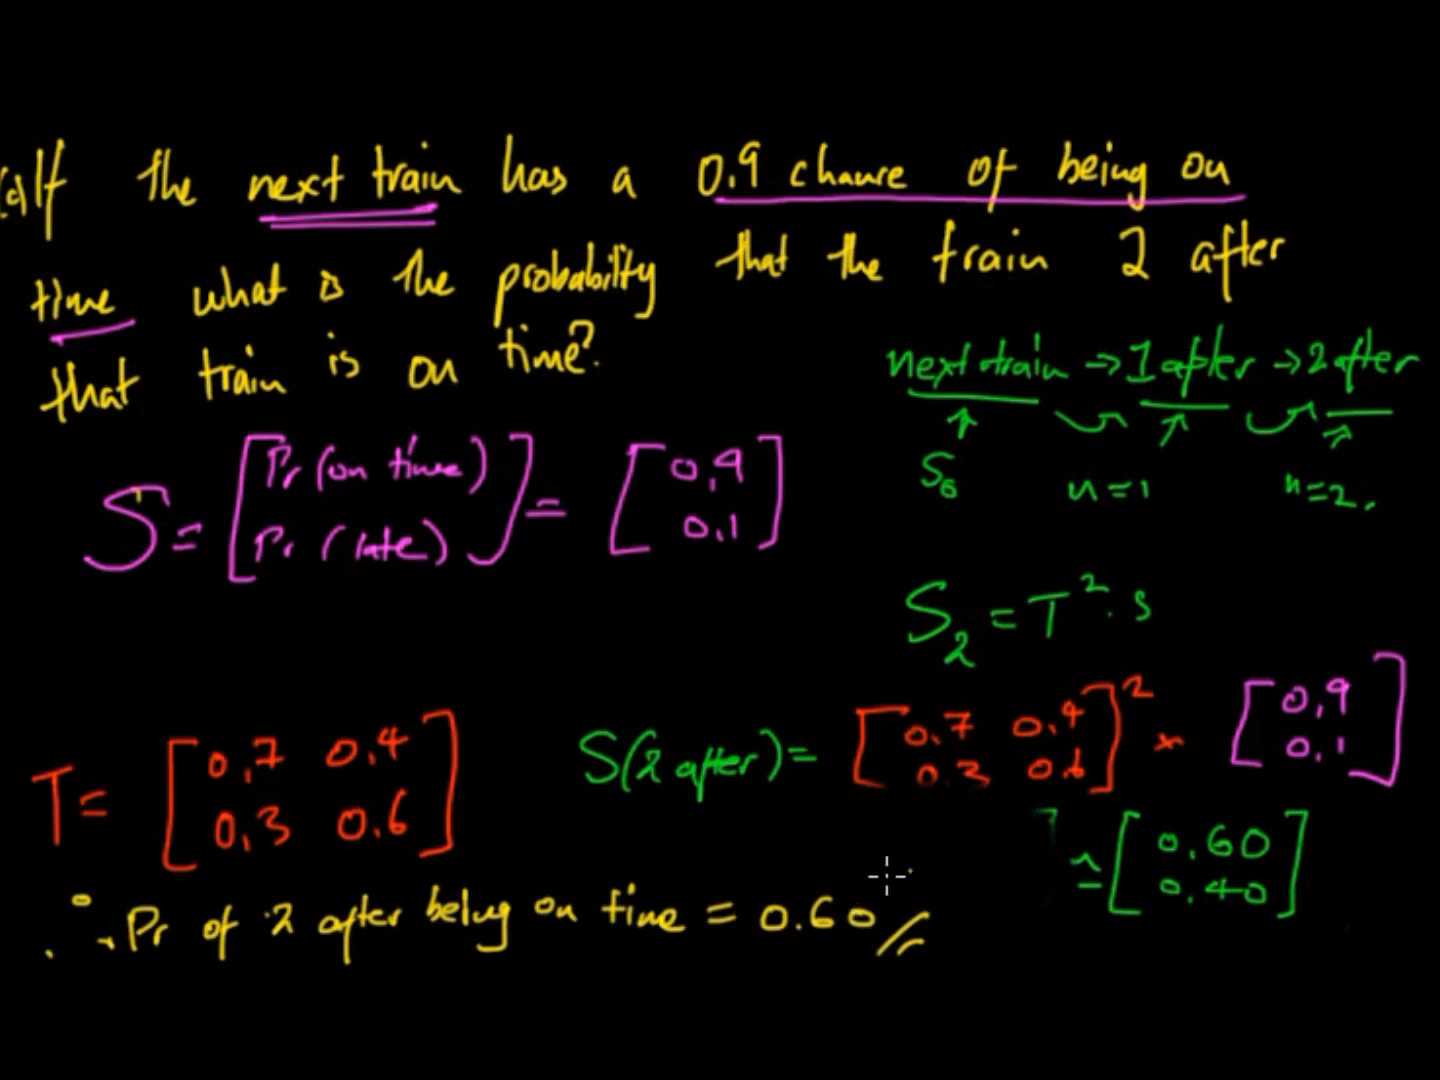 (a) If the next train has a 0.9 chance of being on
time what is the probability that the train 2 after
that train is on time?
next train → 1 after → 2 after
S₀ n=1 n=2.
S = [Pr (on time) Pr (late)] = [0.9 0.1]
S₂ = T² · S
T = [0.7 0.4 0.3 0.6]
S(2 after) = [0.7 0.4 0.3 0.6]² × [0.9 0.1]
≃ [0.60 0.40]
∴ Pr of 2 after being on time = 0.60